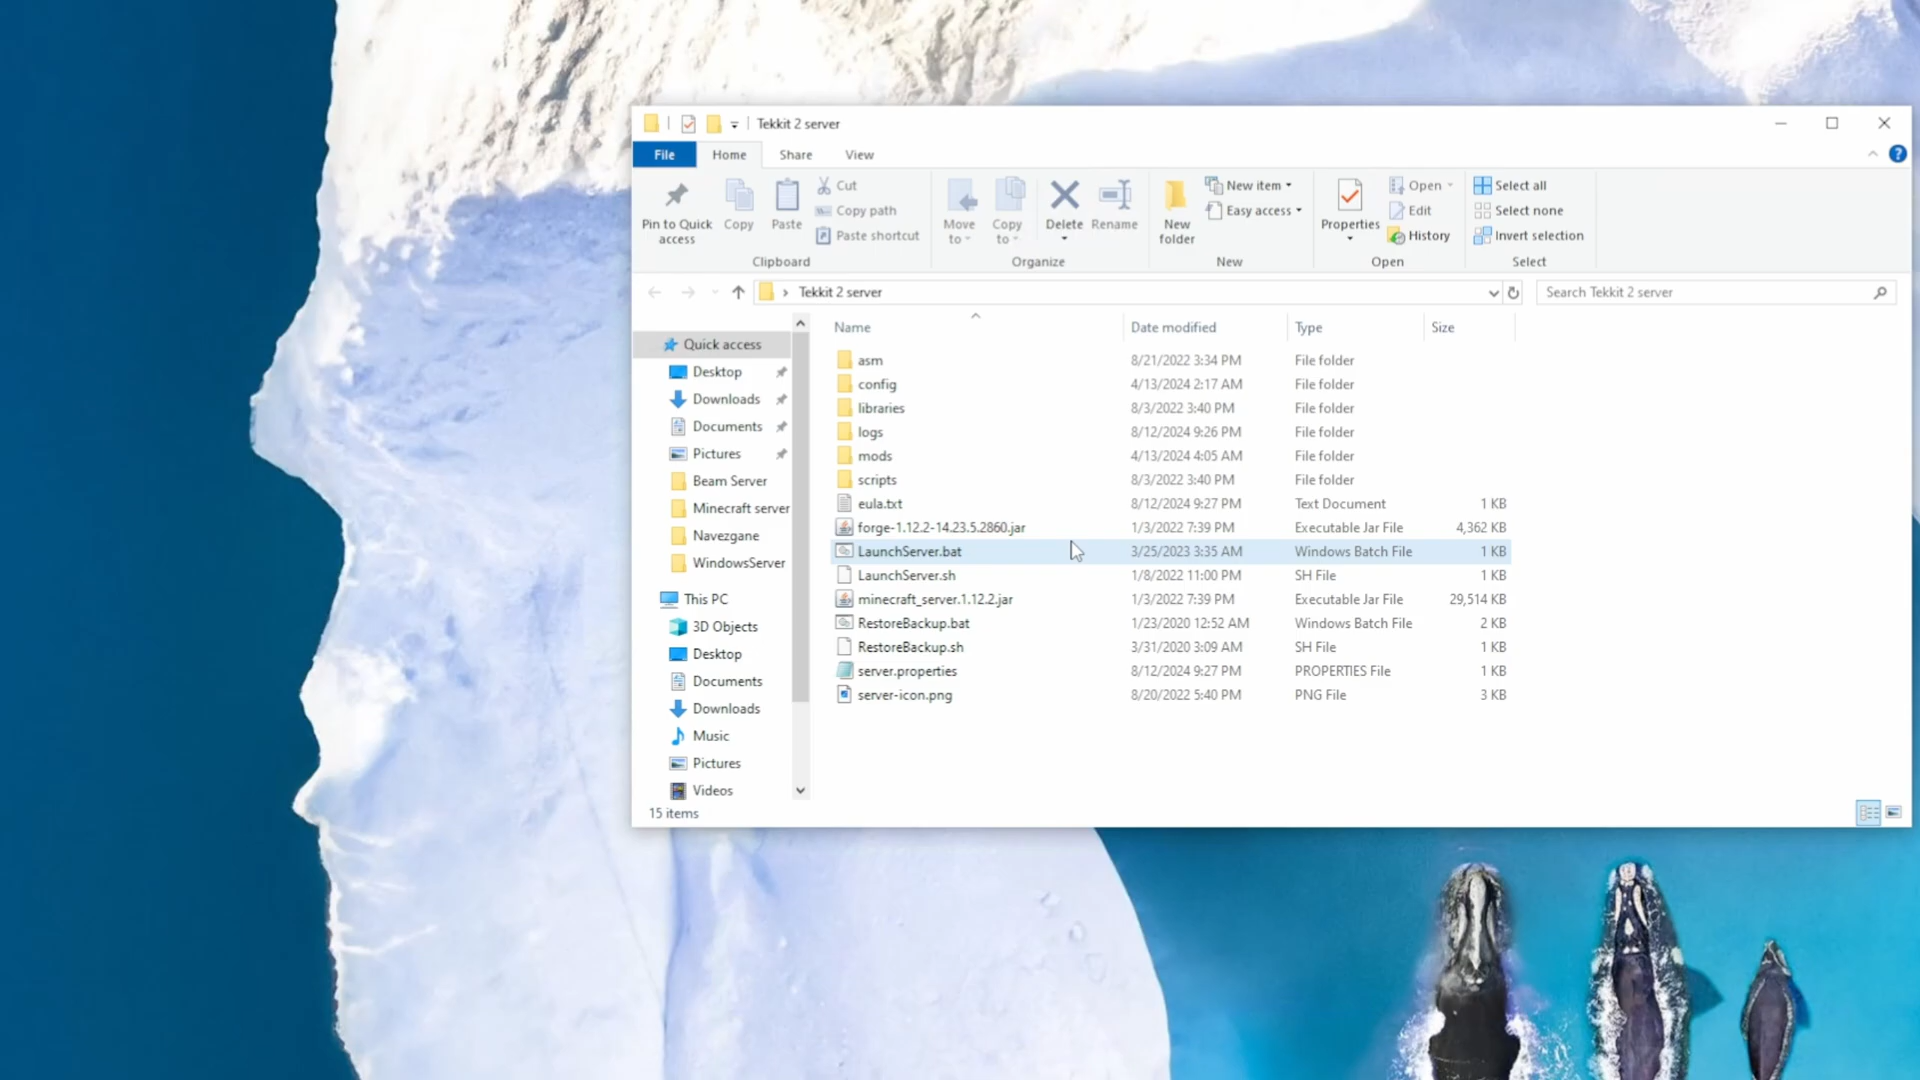 Tekkit 2 server
File Home Share View
Pin to Quick access
Copy
Paste
Cut
Copy path
Paste shortcut
Clipboard
Move to
Copy to
Delete
Rename
Organize
New folder
New item
Easy access
New
Properties
Open
Edit
History
Open
Select all
Select none
Invert selection
Select
Tekkit 2 server
Search Tekkit 2 server
Quick access
Desktop
Downloads
Documents
Pictures
Beam Server
Minecraft server
Navezgane
WindowsServer
This PC
3D Objects
Desktop
Documents
Downloads
Music
Pictures
Videos
Name Date modified Type Size
asm 8/21/2022 3:34 PM File folder
config 4/13/2024 2:17 AM File folder
libraries 8/3/2022 3:40 PM File folder
logs 8/12/2024 9:26 PM File folder
mods 4/13/2024 4:05 AM File folder
scripts 8/3/2022 3:40 PM File folder
eula.txt 8/12/2024 9:27 PM Text Document 1 KB
forge-1.12.2-14.23.5.2860.jar 1/3/2022 7:39 PM Executable Jar File 4,362 KB
LaunchServer.bat 3/25/2023 3:35 AM Windows Batch File 1 KB
LaunchServer.sh 1/8/2022 11:00 PM SH File 1 KB
minecraft_server.1.12.2.jar 1/3/2022 7:39 PM Executable Jar File 29,514 KB
RestoreBackup.bat 1/23/2020 12:52 AM Windows Batch File 2 KB
RestoreBackup.sh 3/31/2020 3:09 AM SH File 1 KB
server.properties 8/12/2024 9:27 PM PROPERTIES File 1 KB
server-icon.png 8/20/2022 5:40 PM PNG File 3 KB
15 items